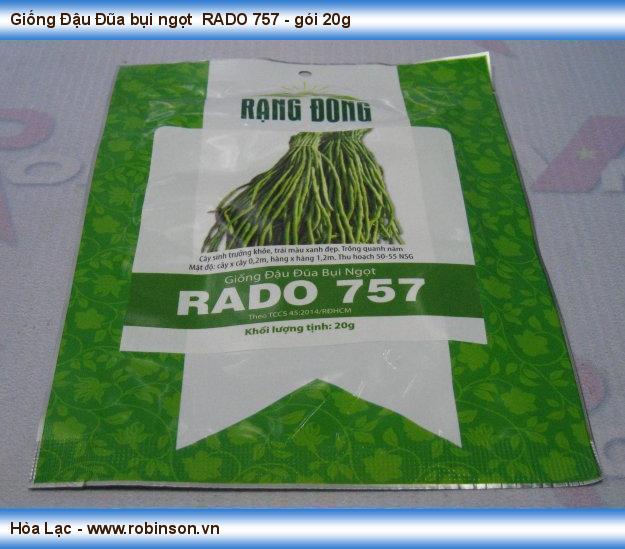 Giống Đậu Đũa bụi ngọt RADO 757 - gói 20g
RẠNG ĐONG
Cây sinh trưởng khỏe, trái màu xanh đẹp. Trồng quanh năm
Mật độ: cây x cây 0,2m, hàng x hàng 1,2m. Thu hoạch 50-55 NSG
Giống Đậu Đũa Bụi Ngọt
RADO 757
Theo TCCS 45:2014/RĐHCM
Khối lượng tịnh: 20g
Hòa Lạc - www.robinson.vn